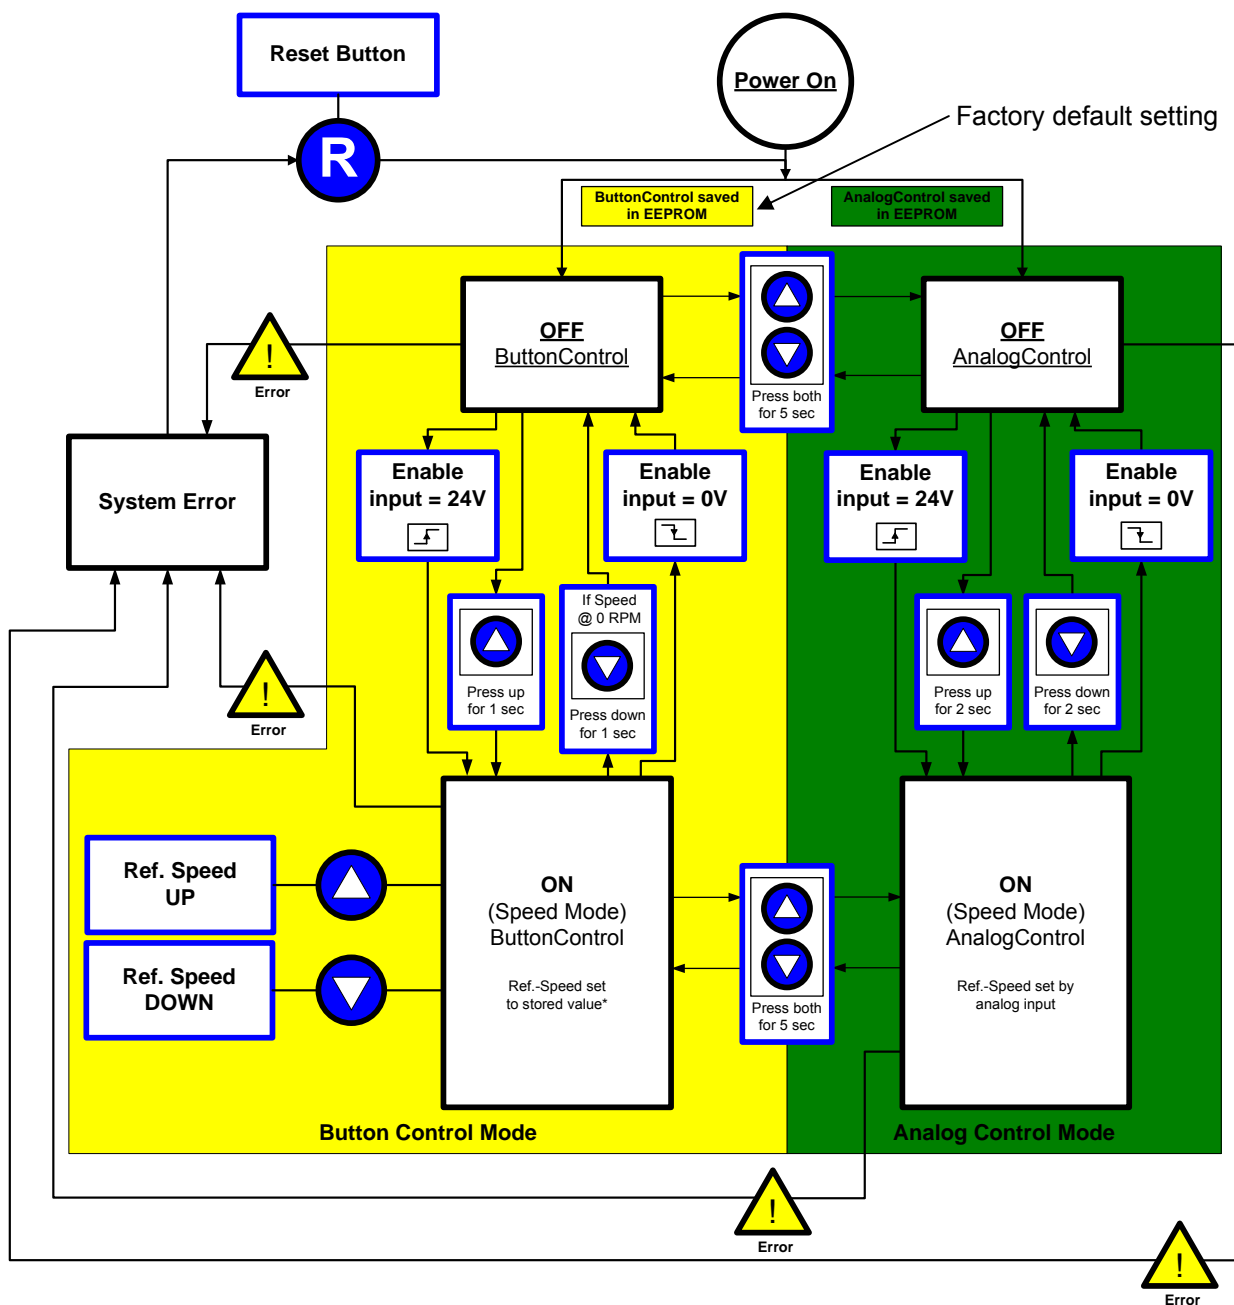 Reset Button
Power On
Factory default setting
R
ButtonControl saved
in EEPROM
AnalogControl saved
in EEPROM
OFF
ButtonControl
Press both
for 5 sec
OFF
AnalogControl
!
Error
System Error
Enable
input = 24V
Enable
input = 0V
Enable
input = 24V
Enable
input = 0V
Press up
for 1 sec
If Speed
@ 0 RPM
Press down
for 1 sec
Press up
for 2 sec
Press down
for 2 sec
!
Error
Ref. Speed
UP
Ref. Speed
DOWN
ON
(Speed Mode)
ButtonControl
Ref.-Speed set
to stored value*
Press both
for 5 sec
ON
(Speed Mode)
AnalogControl
Ref.-Speed set by
analog input
Button Control Mode
Analog Control Mode
!
Error
!
Error